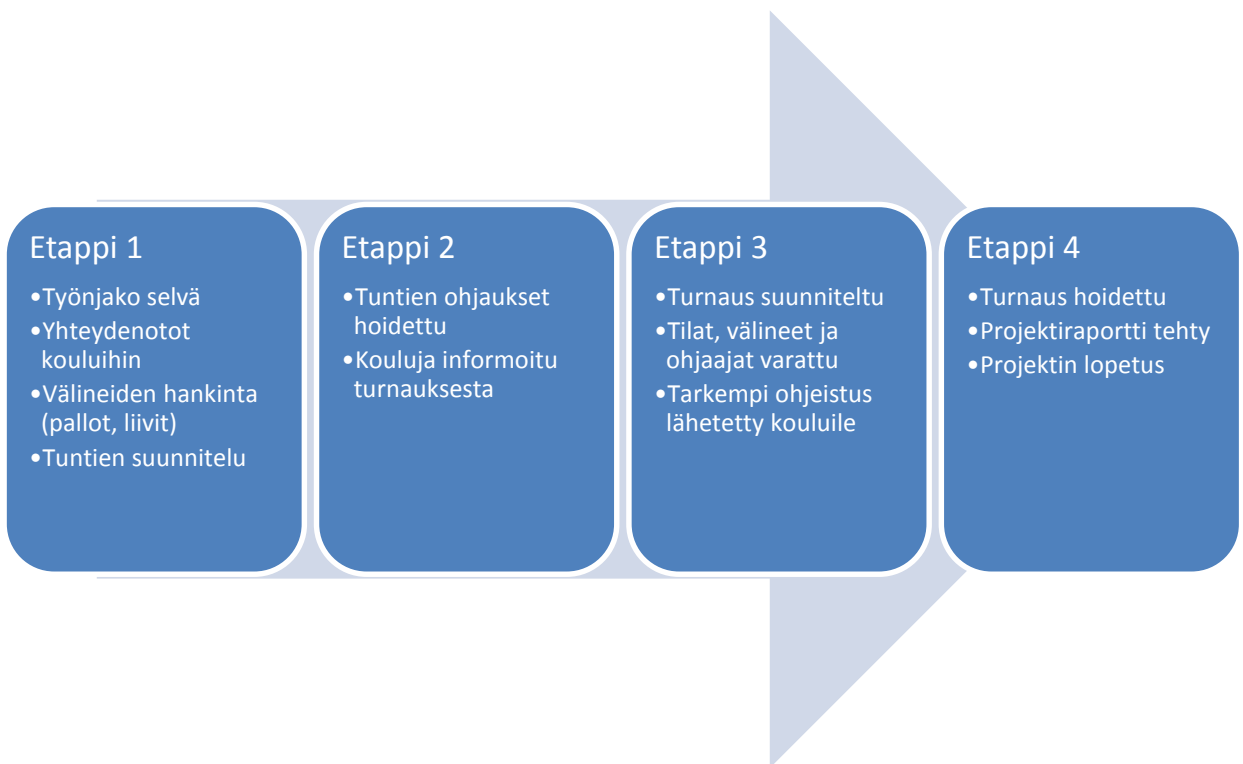 Etappi 1
•Työnjako selvä
•Yhteydenotot
kouluihin
•Välineiden hankinta
(pallot, liivit)
•Tuntien suunnitelu
Etappi 2
•Tuntien ohjaukset
hoidettu
•Kouluja informoitu
turnauksesta
Etappi 3
•Turnaus suunniteltu
•Tilat, välineet ja
ohjaajat varattu
•Tarkempi ohjeistus
lähetetty kouluile
Etappi 4
•Turnaus hoidettu
•Projektiraportti tehty
•Projektin lopetus